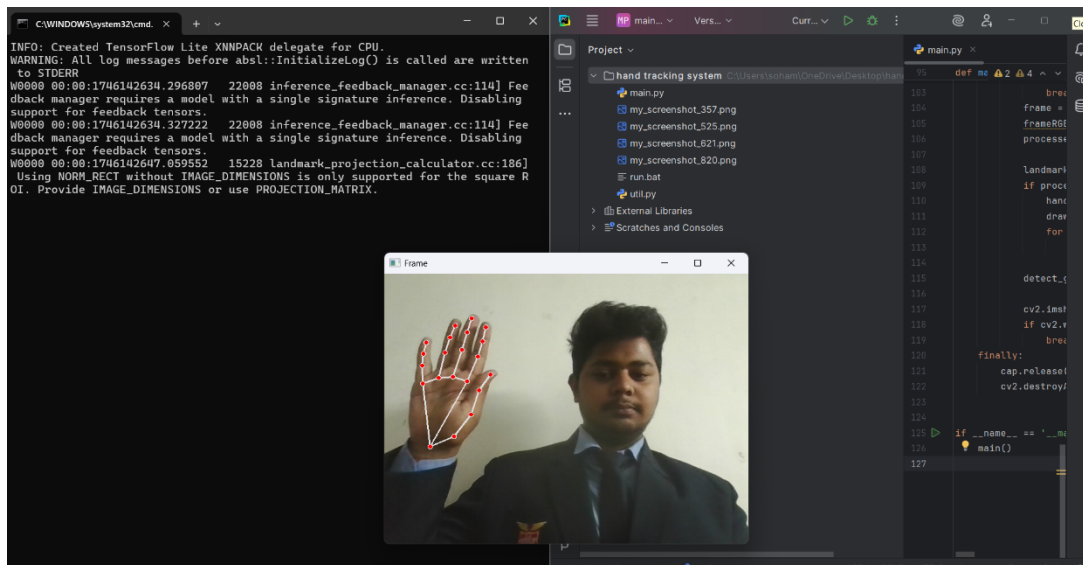 C:\WINDOWS\system32\cmd.
INFO: Created TensorFlow Lite XNNPACK delegate for CPU.
WARNING: All log messages before absl::InitializeLog() is called are written
 to STDERR
W0000 00:00:1746142634.296807   22008 inference_feedback_manager.cc:114] Fee
dback manager requires a model with a single signature inference. Disabling
support for feedback tensors.
W0000 00:00:1746142634.327222   22008 inference_feedback_manager.cc:114] Fee
dback manager requires a model with a single signature inference. Disabling
support for feedback tensors.
W0000 00:00:1746142647.059552   15228 landmark_projection_calculator.cc:186]
 Using NORM_RECT without IMAGE_DIMENSIONS is only supported for the square R
OI. Provide IMAGE_DIMENSIONS or use PROJECTION_MATRIX.
MP main... Vers... Curr...
Project
hand tracking system C:\Users\soham\OneDrive\Desktop\hand
main.py
my_screenshot_357.png
my_screenshot_525.png
my_screenshot_621.png
my_screenshot_820.png
run.bat
util.py
External Libraries
Scratches and Consoles
main.py
95 def ma 2 4
103 brea
104 frame =
105 frameRGB
106 processe
107
108 landmark
109 if proce
110 hand
111 draw
112 for
113
114
115 detect_g
116
117 cv2.imsh
118 if cv2.w
119 brea
120 finally:
121 cap.release(
122 cv2.destroyA
123
124
125 if __name__ == '__ma
126 main()
127
Frame